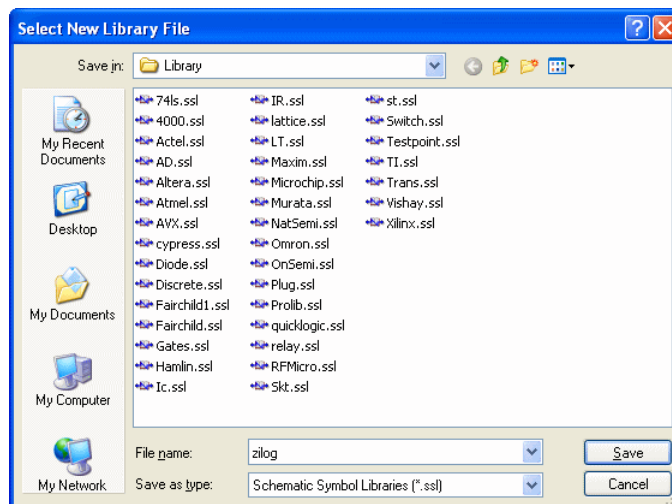 Select New Library File
Save in:
Library
My Recent
Documents
Desktop
My Documents
My Computer
My Network
74ls.ssl
4000.ssl
Actel.ssl
AD.ssl
Altera.ssl
Atmel.ssl
AVX.ssl
cypress.ssl
Diode.ssl
Discrete.ssl
Fairchild1.ssl
Fairchild.ssl
Gates.ssl
Hamlin.ssl
Ic.ssl
IR.ssl
lattice.ssl
LT.ssl
Maxim.ssl
Microchip.ssl
Murata.ssl
NatSemi.ssl
Omron.ssl
OnSemi.ssl
Plug.ssl
Prolib.ssl
quicklogic.ssl
relay.ssl
RFMicro.ssl
Skt.ssl
st.ssl
Switch.ssl
Testpoint.ssl
TI.ssl
Trans.ssl
Vishay.ssl
Xilinx.ssl
File name:
zilog
Save
Save as type:
Schematic Symbol Libraries (*.ssl)
Cancel